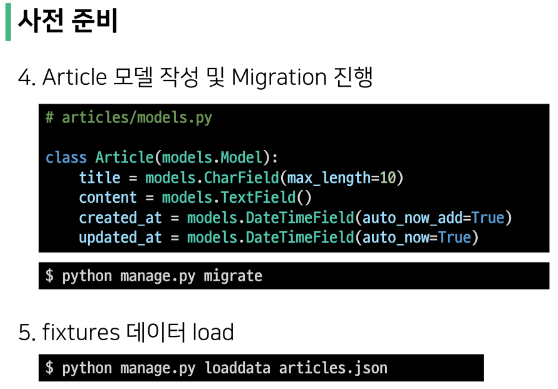 사전 준비
4. Article 모델 작성 및 Migration 진행
# articles/models.py
class Article(models.Model):
    title = models.CharField(max_length=10)
    content = models.TextField()
    created_at = models.DateTimeField(auto_now_add=True)
    updated_at = models.DateTimeField(auto_now=True)
$ python manage.py migrate
5. fixtures 데이터 load
$ python manage.py loaddata articles.json